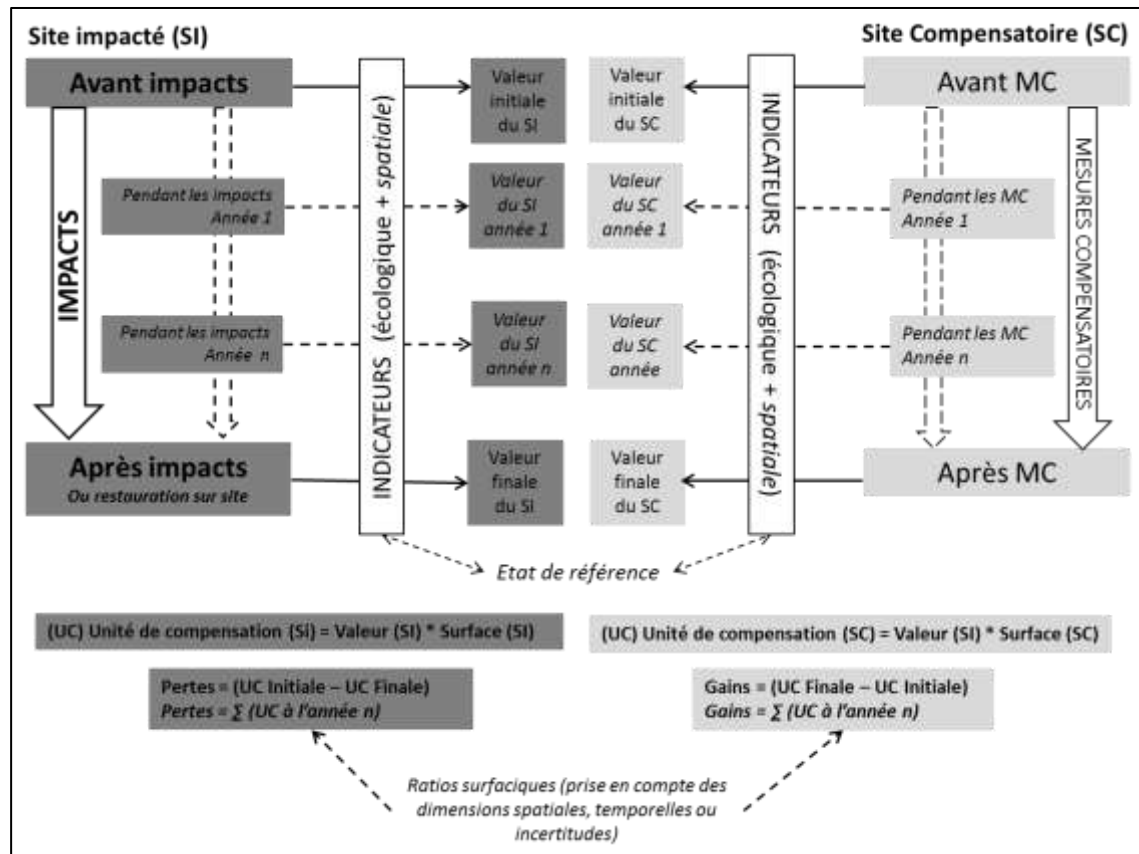 Site impacté (SI)
Site Compensatoire (SC)
Avant impacts
Valeur
initiale
du SI
Valeur
initiale
du SC
Avant MC
IMPACTS
INDICATEURS (écologique + spatiale)
INDICATEURS (écologique + spatiale)
MESURES COMPENSATOIRES
Pendant les impacts
Année 1
Valeur
du SI
année 1
Valeur
du SC
année 1
Pendant les MC
Année 1
Pendant les impacts
Année n
Valeur
du SI
année n
Valeur
du SC
année
Pendant les MC
Année n
Après impacts
Ou restauration sur site
Valeur
finale
du SI
Valeur
finale
du SC
Après MC
Etat de référence
(UC) Unité de compensation (Si) = Valeur (SI) * Surface (SI)
(UC) Unité de compensation (SC) = Valeur (SI) * Surface (SC)
Pertes = (UC Initiale – UC Finale)
Pertes = ∑ (UC à l'année n)
Gains = (UC Finale – UC Initiale)
Gains = ∑ (UC à l'année n)
Ratios surfaciques (prise en compte des
dimensions spatiales, temporelles ou
incertitudes)